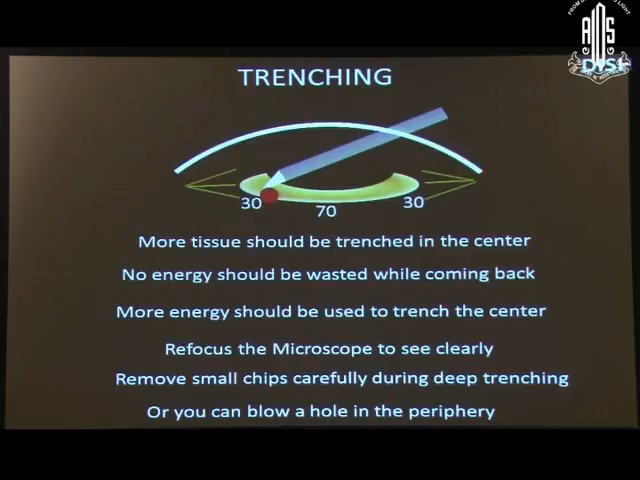 TRENCHING
30
70
30
More tissue should be trenched in the center
No energy should be wasted while coming back
More energy should be used to trench the center
Refocus the Microscope to see clearly
Remove small chips carefully during deep trenching
Or you can blow a hole in the periphery